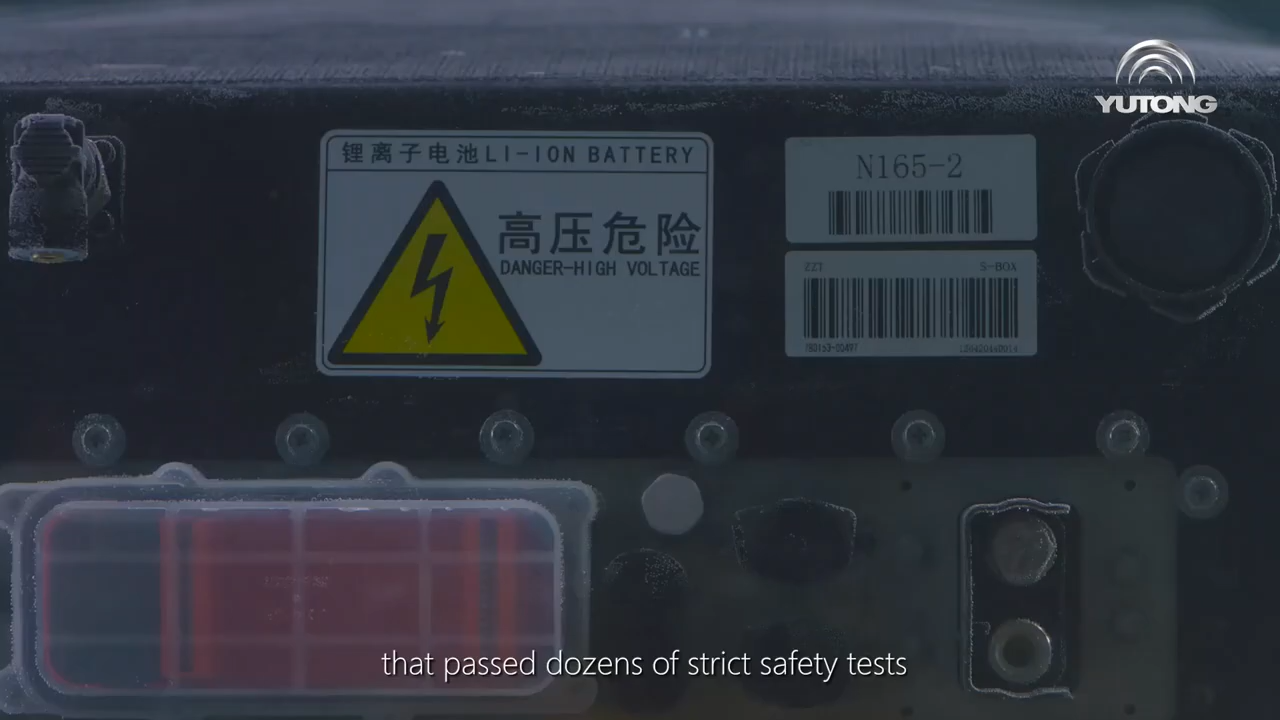 YUTONG
锂离子电池LI-ION BATTERY
高压危险
DANGER-HIGH VOLTAGE
N165-2
ZZT S-BOX
that passed dozens of strict safety tests